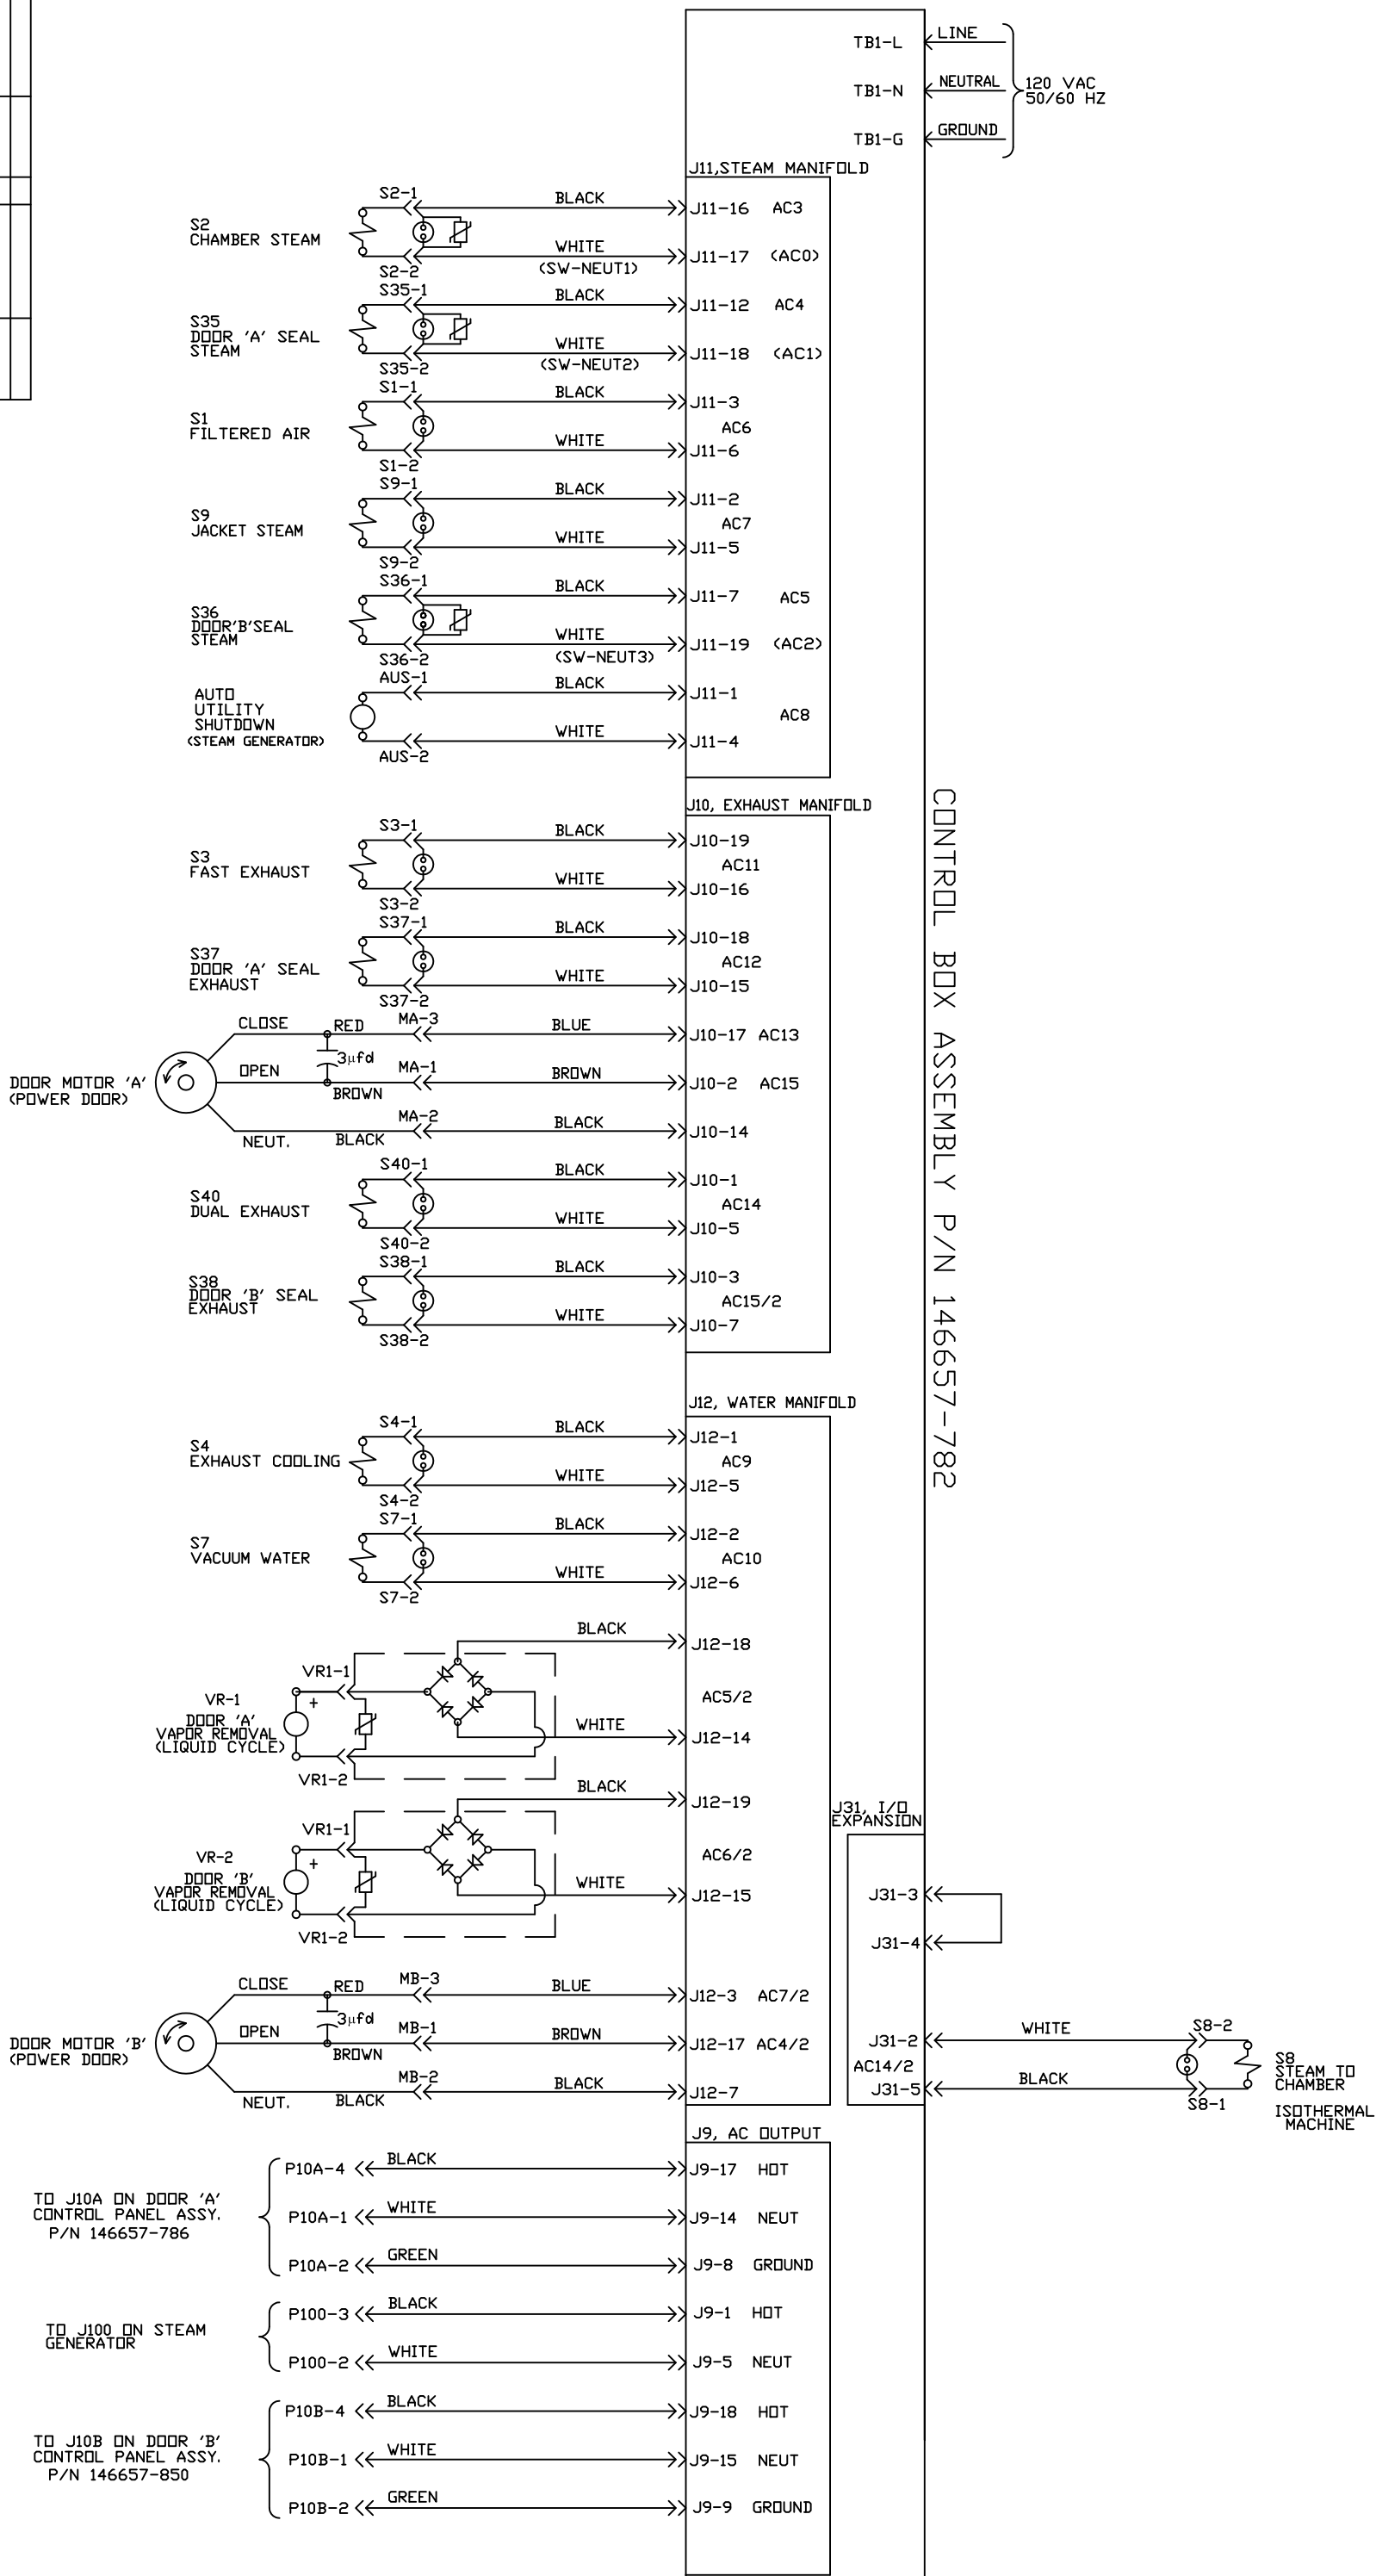 TB1-L LINE
TB1-N NEUTRAL
120 VAC
50/60 HZ
TB1-G GROUND
J11,STEAM MANIFOLD
S2
CHAMBER STEAM
S2-1 BLACK J11-16 AC3
S2-2 WHITE J11-17 (AC0)
(SW-NEUT1)
S35
DOOR 'A' SEAL
STEAM
S35-1 BLACK J11-12 AC4
S35-2 WHITE J11-18 (AC1)
(SW-NEUT2)
S1
FILTERED AIR
S1-1 BLACK J11-3
AC6
S1-2 WHITE J11-6
S9
JACKET STEAM
S9-1 BLACK J11-2
AC7
S9-2 WHITE J11-5
S36
DOOR'B'SEAL
STEAM
S36-1 BLACK J11-7 AC5
S36-2 WHITE J11-19 (AC2)
(SW-NEUT3)
AUTO
UTILITY
SHUTDOWN
(STEAM GENERATOR)
AUS-1 BLACK J11-1
AC8
AUS-2 WHITE J11-4
J10, EXHAUST MANIFOLD
S3
FAST EXHAUST
S3-1 BLACK J10-19
AC11
S3-2 WHITE J10-16
S37
DOOR 'A' SEAL
EXHAUST
S37-1 BLACK J10-18
AC12
S37-2 WHITE J10-15
DOOR MOTOR 'A'
(POWER DOOR)
CLOSE RED MA-3 BLUE J10-17 AC13
3µfd
OPEN BROWN MA-1 BROWN J10-2 AC15
NEUT. BLACK MA-2 BLACK J10-14
S40
DUAL EXHAUST
S40-1 BLACK J10-1
AC14
S40-2 WHITE J10-5
S38
DOOR 'B' SEAL
EXHAUST
S38-1 BLACK J10-3
AC15/2
S38-2 WHITE J10-7
CONTROL BOX ASSEMBLY P/N 146657-782
J12, WATER MANIFOLD
S4
EXHAUST COOLING
S4-1 BLACK J12-1
AC9
S4-2 WHITE J12-5
S7
VACUUM WATER
S7-1 BLACK J12-2
AC10
S7-2 WHITE J12-6
VR-1
DOOR 'A'
VAPOR REMOVAL
(LIQUID CYCLE)
VR1-1 + BLACK J12-18
AC5/2
VR1-2 WHITE J12-14
VR-2
DOOR 'B'
VAPOR REMOVAL
(LIQUID CYCLE)
VR1-1 + BLACK J12-19
AC6/2
VR1-2 WHITE J12-15
DOOR MOTOR 'B'
(POWER DOOR)
CLOSE RED MB-3 BLUE J12-3 AC7/2
3µfd
OPEN BROWN MB-1 BROWN J12-17 AC4/2
NEUT. BLACK MB-2 BLACK J12-7
J31, I/O
EXPANSION
J31-3
J31-4
J31-2 WHITE S8-2
AC14/2
J31-5 BLACK S8-1
S8
STEAM TO
CHAMBER
ISOTHERMAL
MACHINE
J9, AC OUTPUT
TO J10A ON DOOR 'A'
CONTROL PANEL ASSY.
P/N 146657-786
P10A-4 BLACK J9-17 HOT
P10A-1 WHITE J9-14 NEUT
P10A-2 GREEN J9-8 GROUND
TO J100 ON STEAM
GENERATOR
P100-3 BLACK J9-1 HOT
P100-2 WHITE J9-5 NEUT
TO J10B ON DOOR 'B'
CONTROL PANEL ASSY.
P/N 146657-850
P10B-4 BLACK J9-18 HOT
P10B-1 WHITE J9-15 NEUT
P10B-2 GREEN J9-9 GROUND